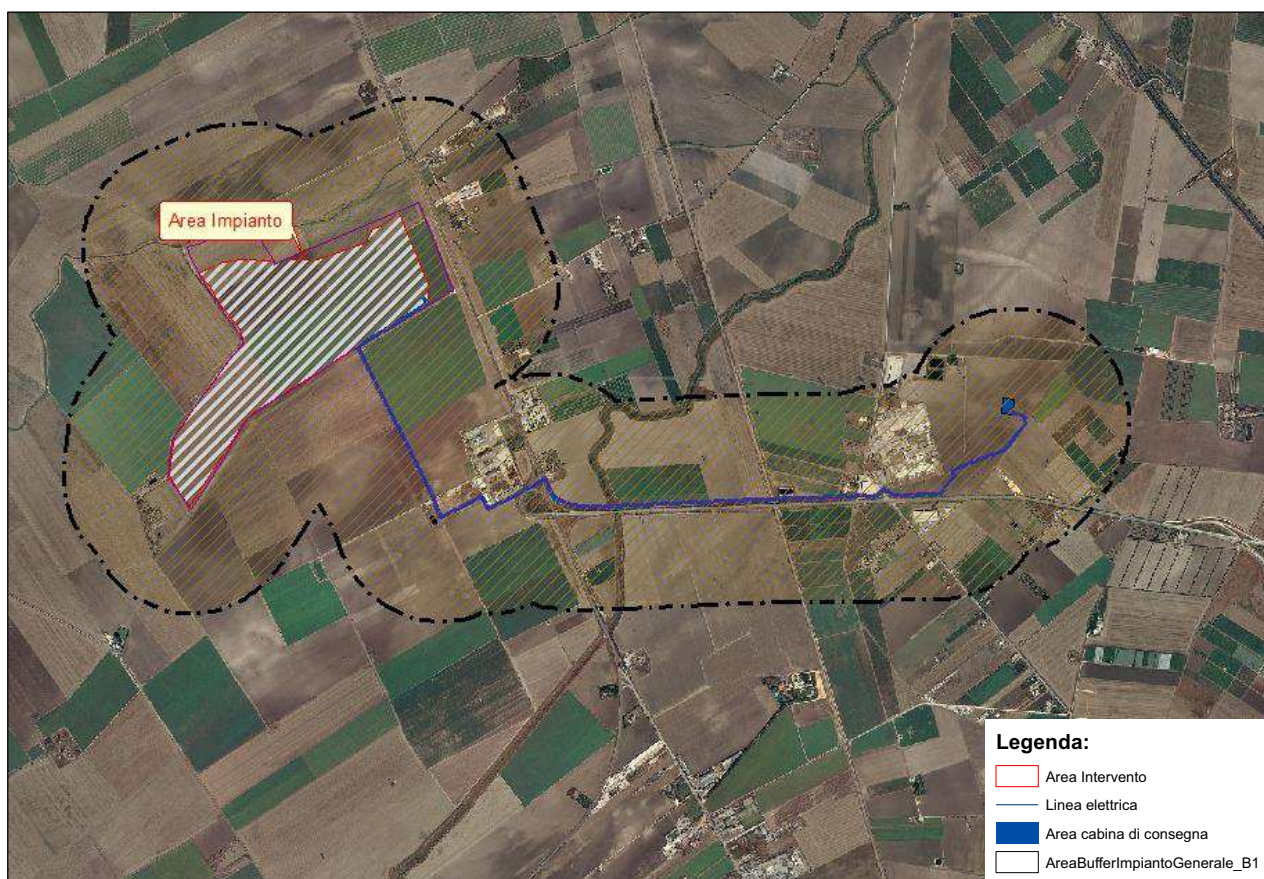 Area Impianto
Legenda:
Area Intervento
Linea elettrica
Area cabina di consegna
AreaBufferImpiantoGenerale_B1